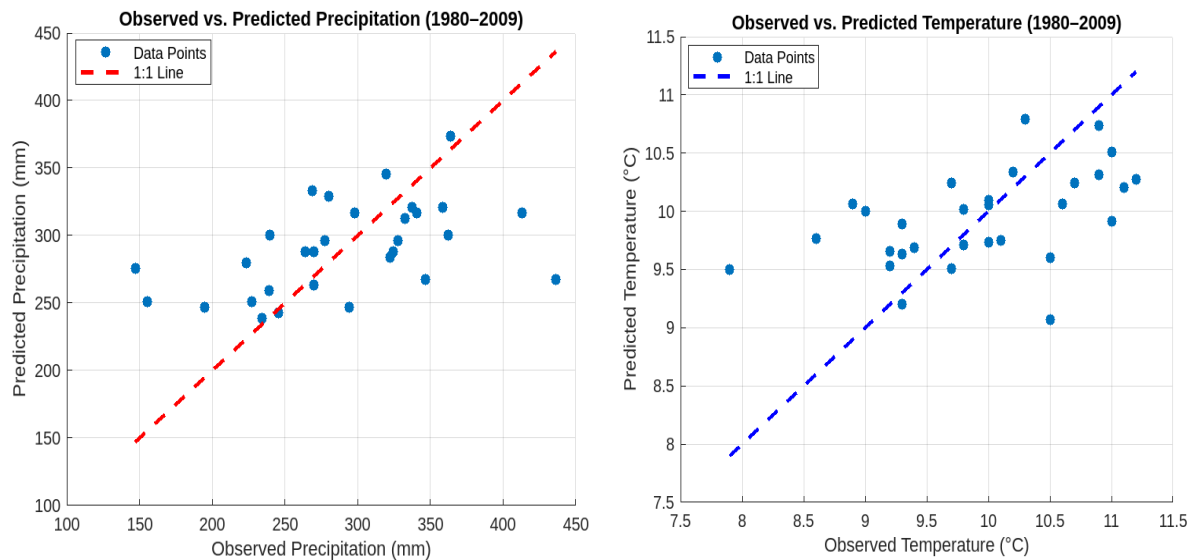 Observed vs. Predicted Precipitation (1980–2009)
450
400
350
300
250
200
150
100
Predicted Precipitation (mm)
Data Points
1:1 Line
100 150 200 250 300 350 400 450
Observed Precipitation (mm)
Observed vs. Predicted Temperature (1980–2009)
11.5
11
10.5
10
9.5
9
8.5
8
7.5
Predicted Temperature (°C)
Data Points
1:1 Line
7.5 8 8.5 9 9.5 10 10.5 11 11.5
Observed Temperature (°C)